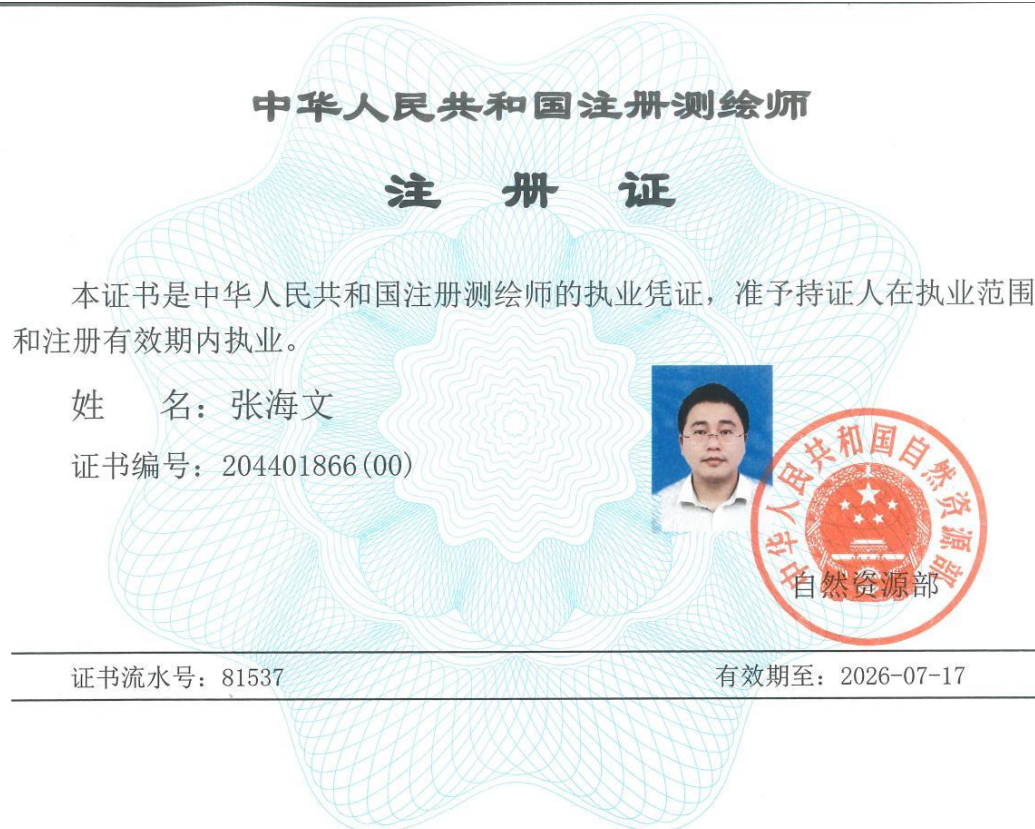 中华人民共和国注册测绘师
注 册 证
本证书是中华人民共和国注册测绘师的执业凭证，准予持证人在执业范围
和注册有效期内执业。
姓 名：张海文
证书编号：204401866(00)
中华人民共和国自然资源部
自然资源部
证书流水号：81537
有效期至：2026-07-17